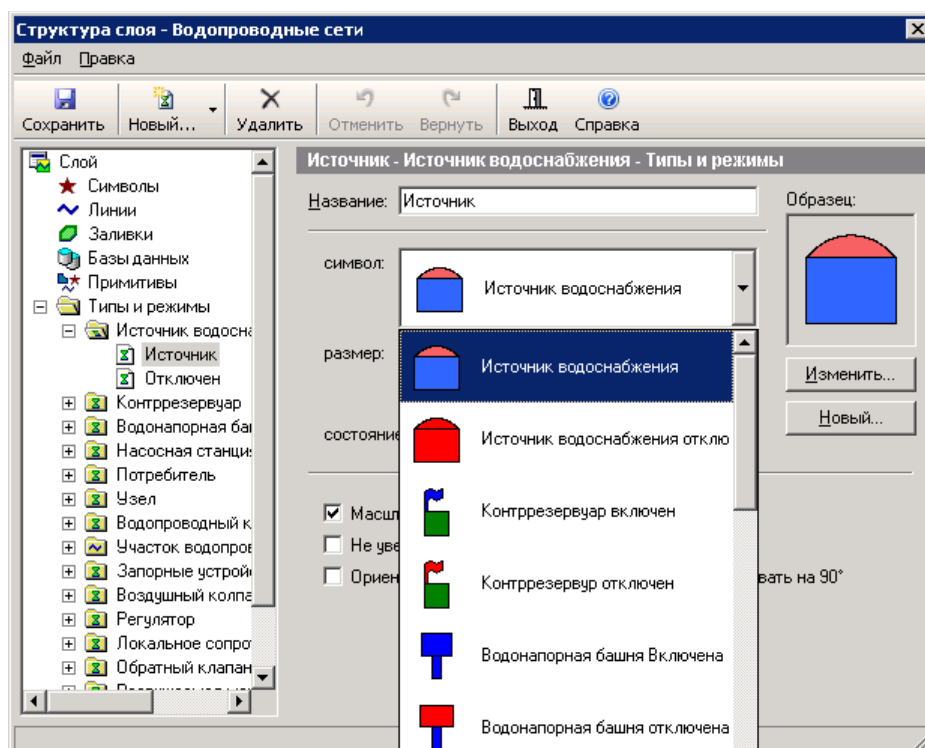 Структура слоя - Водопроводные сети
Файл Правка
Сохранить Новый... Удалить Отменить Вернуть Выход Справка
Слой
Символы
Линии
Заливки
Базы данных
Примитивы
Типы и режимы
Источник водосна
Источник
Отключен
Контррезервуар
Водонапорная ба
Насосная станци
Потребитель
Узел
Водопроводный к
Участок водопров
Запорные устрой
Воздушный колпа
Регулятор
Локальное сопро
Обратный клапан
Источник - Источник водоснабжения - Типы и режимы
Название: Источник
Образец:
символ: Источник водоснабжения
размер:
состояние
Источник водоснабжения
Источник водоснабжения отклю
Контррезервуар включен
Контррезервур отключен
Водонапорная башня Включена
Водонапорная башня отключена
Изменить...
Новый...
Масшт
Не уве
Ориен вать на 90°